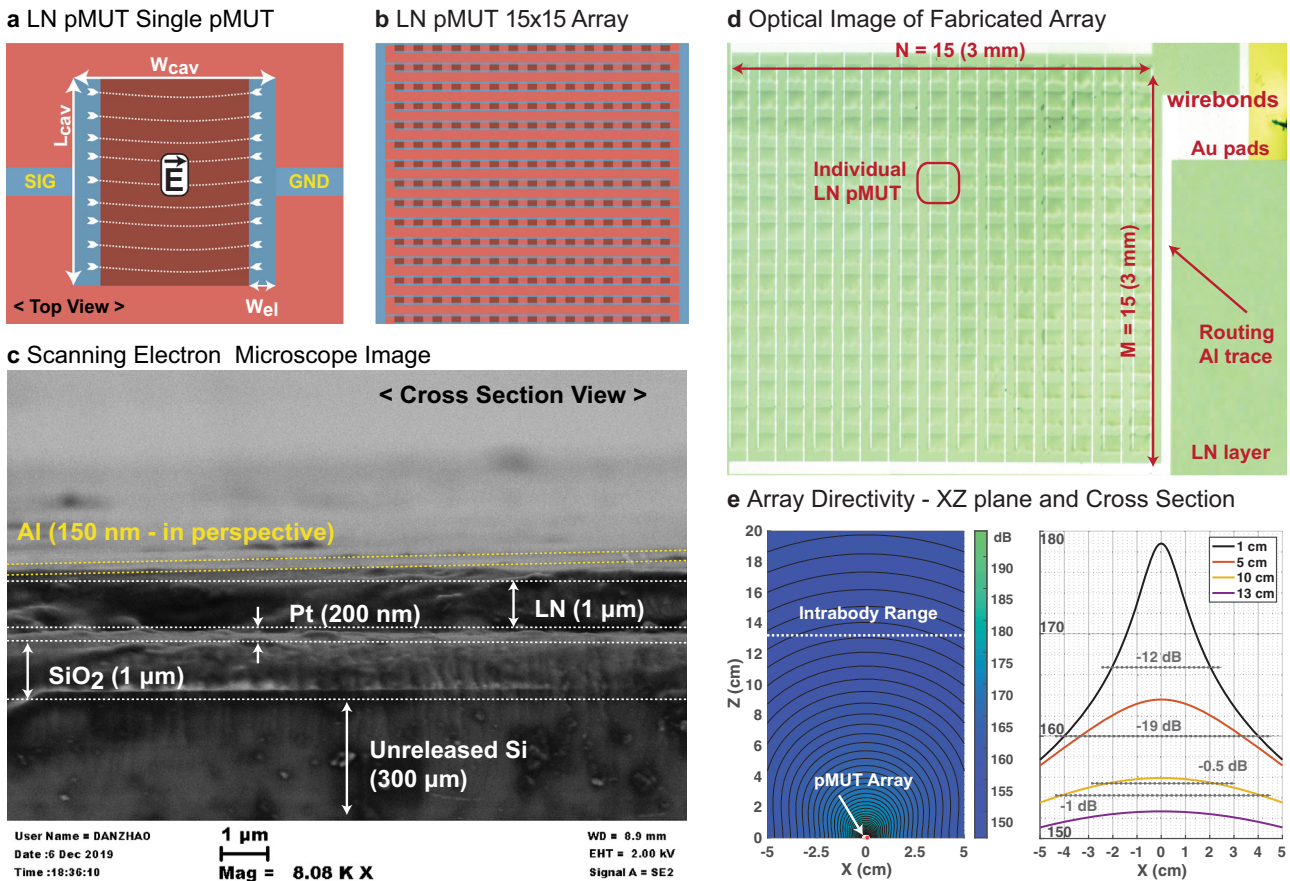 a LN pMUT Single pMUT
W_cav
L_cav
E
SIG
GND
< Top View >
W_el
b LN pMUT 15x15 Array
c Scanning Electron Microscope Image
< Cross Section View >
Al (150 nm - in perspective)
Pt (200 nm)
LN (1 µm)
SiO₂ (1 µm)
Unreleased Si
(300 µm)
User Name = DANZHAO
Date :6 Dec 2019
Time :18:36:10
1 µm
Mag = 8.08 K X
WD = 8.9 mm
EHT = 2.00 kV
Signal A = SE2
d Optical Image of Fabricated Array
N = 15 (3 mm)
wirebonds
Au pads
Individual
LN pMUT
M = 15 (3 mm)
Routing
Al trace
LN layer
e Array Directivity - XZ plane and Cross Section
20
18
16
14
12
10
8
6
4
2
0
Z (cm)
Intrabody Range
pMUT Array
-5 -2.5 0 2.5 5
X (cm)
dB
190
185
180
175
170
165
160
155
150
180
170
160
150
1 cm
5 cm
10 cm
13 cm
-12 dB
-19 dB
-0.5 dB
-1 dB
-5 -4 -3 -2 -1 0 1 2 3 4 5
X (cm)